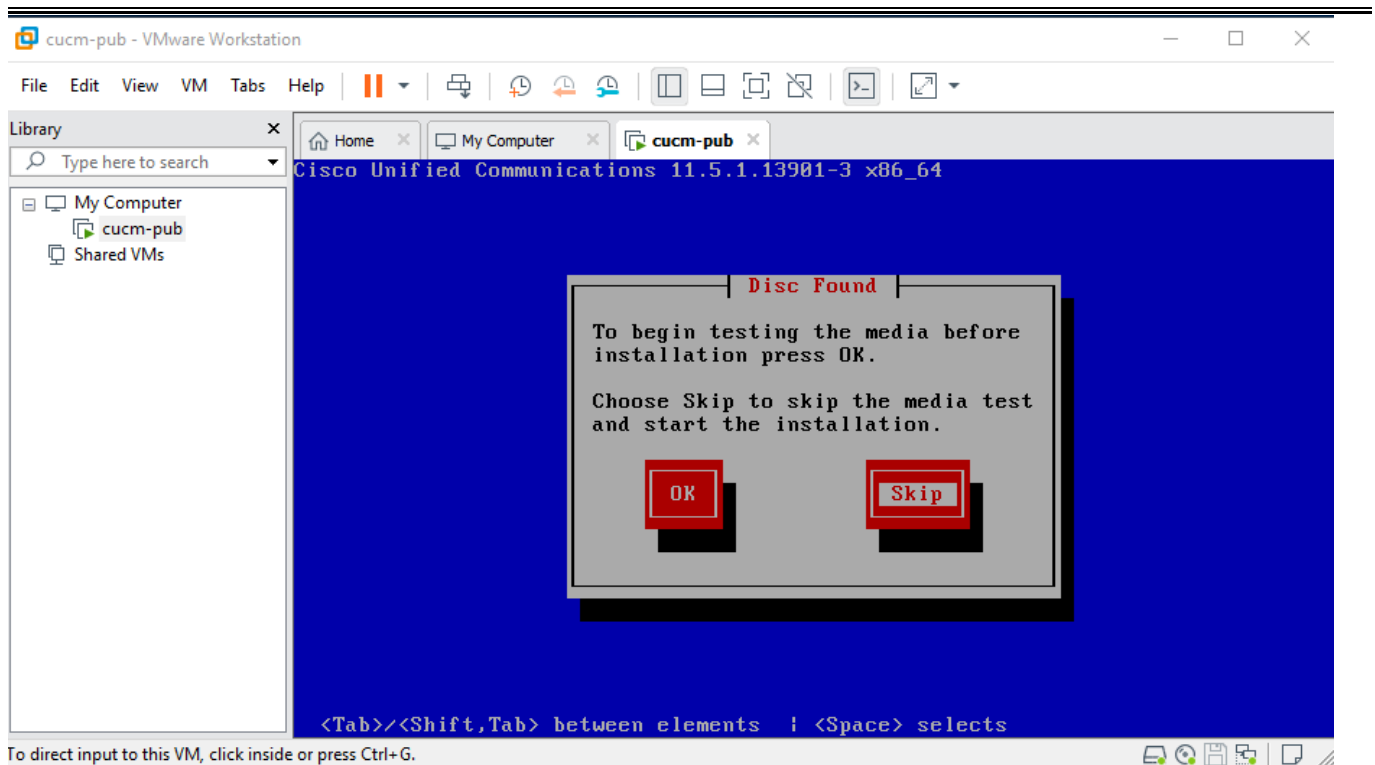 cucm-pub - VMware Workstation
File Edit View VM Tabs Help
Library
Type here to search
My Computer
cucm-pub
Shared VMs
Home
My Computer
cucm-pub
Cisco Unified Communications 11.5.1.13901-3 x86_64
Disc Found
To begin testing the media before
installation press OK.
Choose Skip to skip the media test
and start the installation.
OK
Skip
<Tab>/<Shift,Tab> between elements ¦ <Space> selects
To direct input to this VM, click inside or press Ctrl+G.